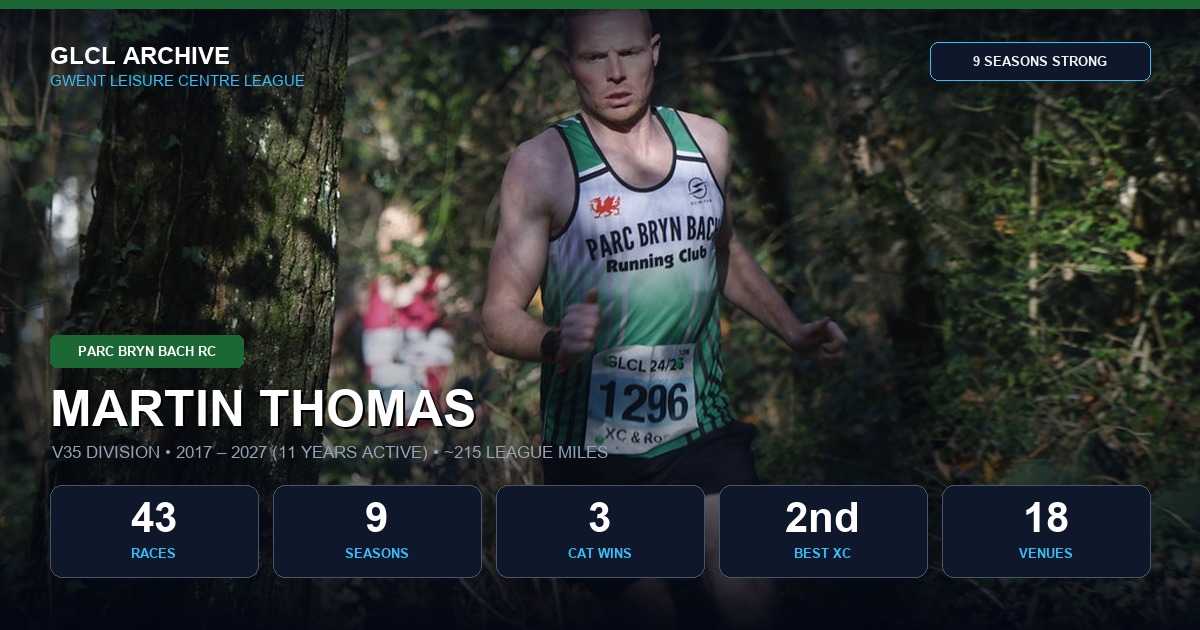 GLCL ARCHIVE
GWENT LEISURE CENTRE LEAGUE
9 SEASONS STRONG
PARC BRYN BACH
Running Club
GLCL 24/25
1296
XC & Ro
PARC BRYN BACH RC
MARTIN THOMAS
V35 DIVISION • 2017 – 2027 (11 YEARS ACTIVE) • ~215 LEAGUE MILES
43
RACES
9
SEASONS
3
CAT WINS
2nd
BEST XC
18
VENUES